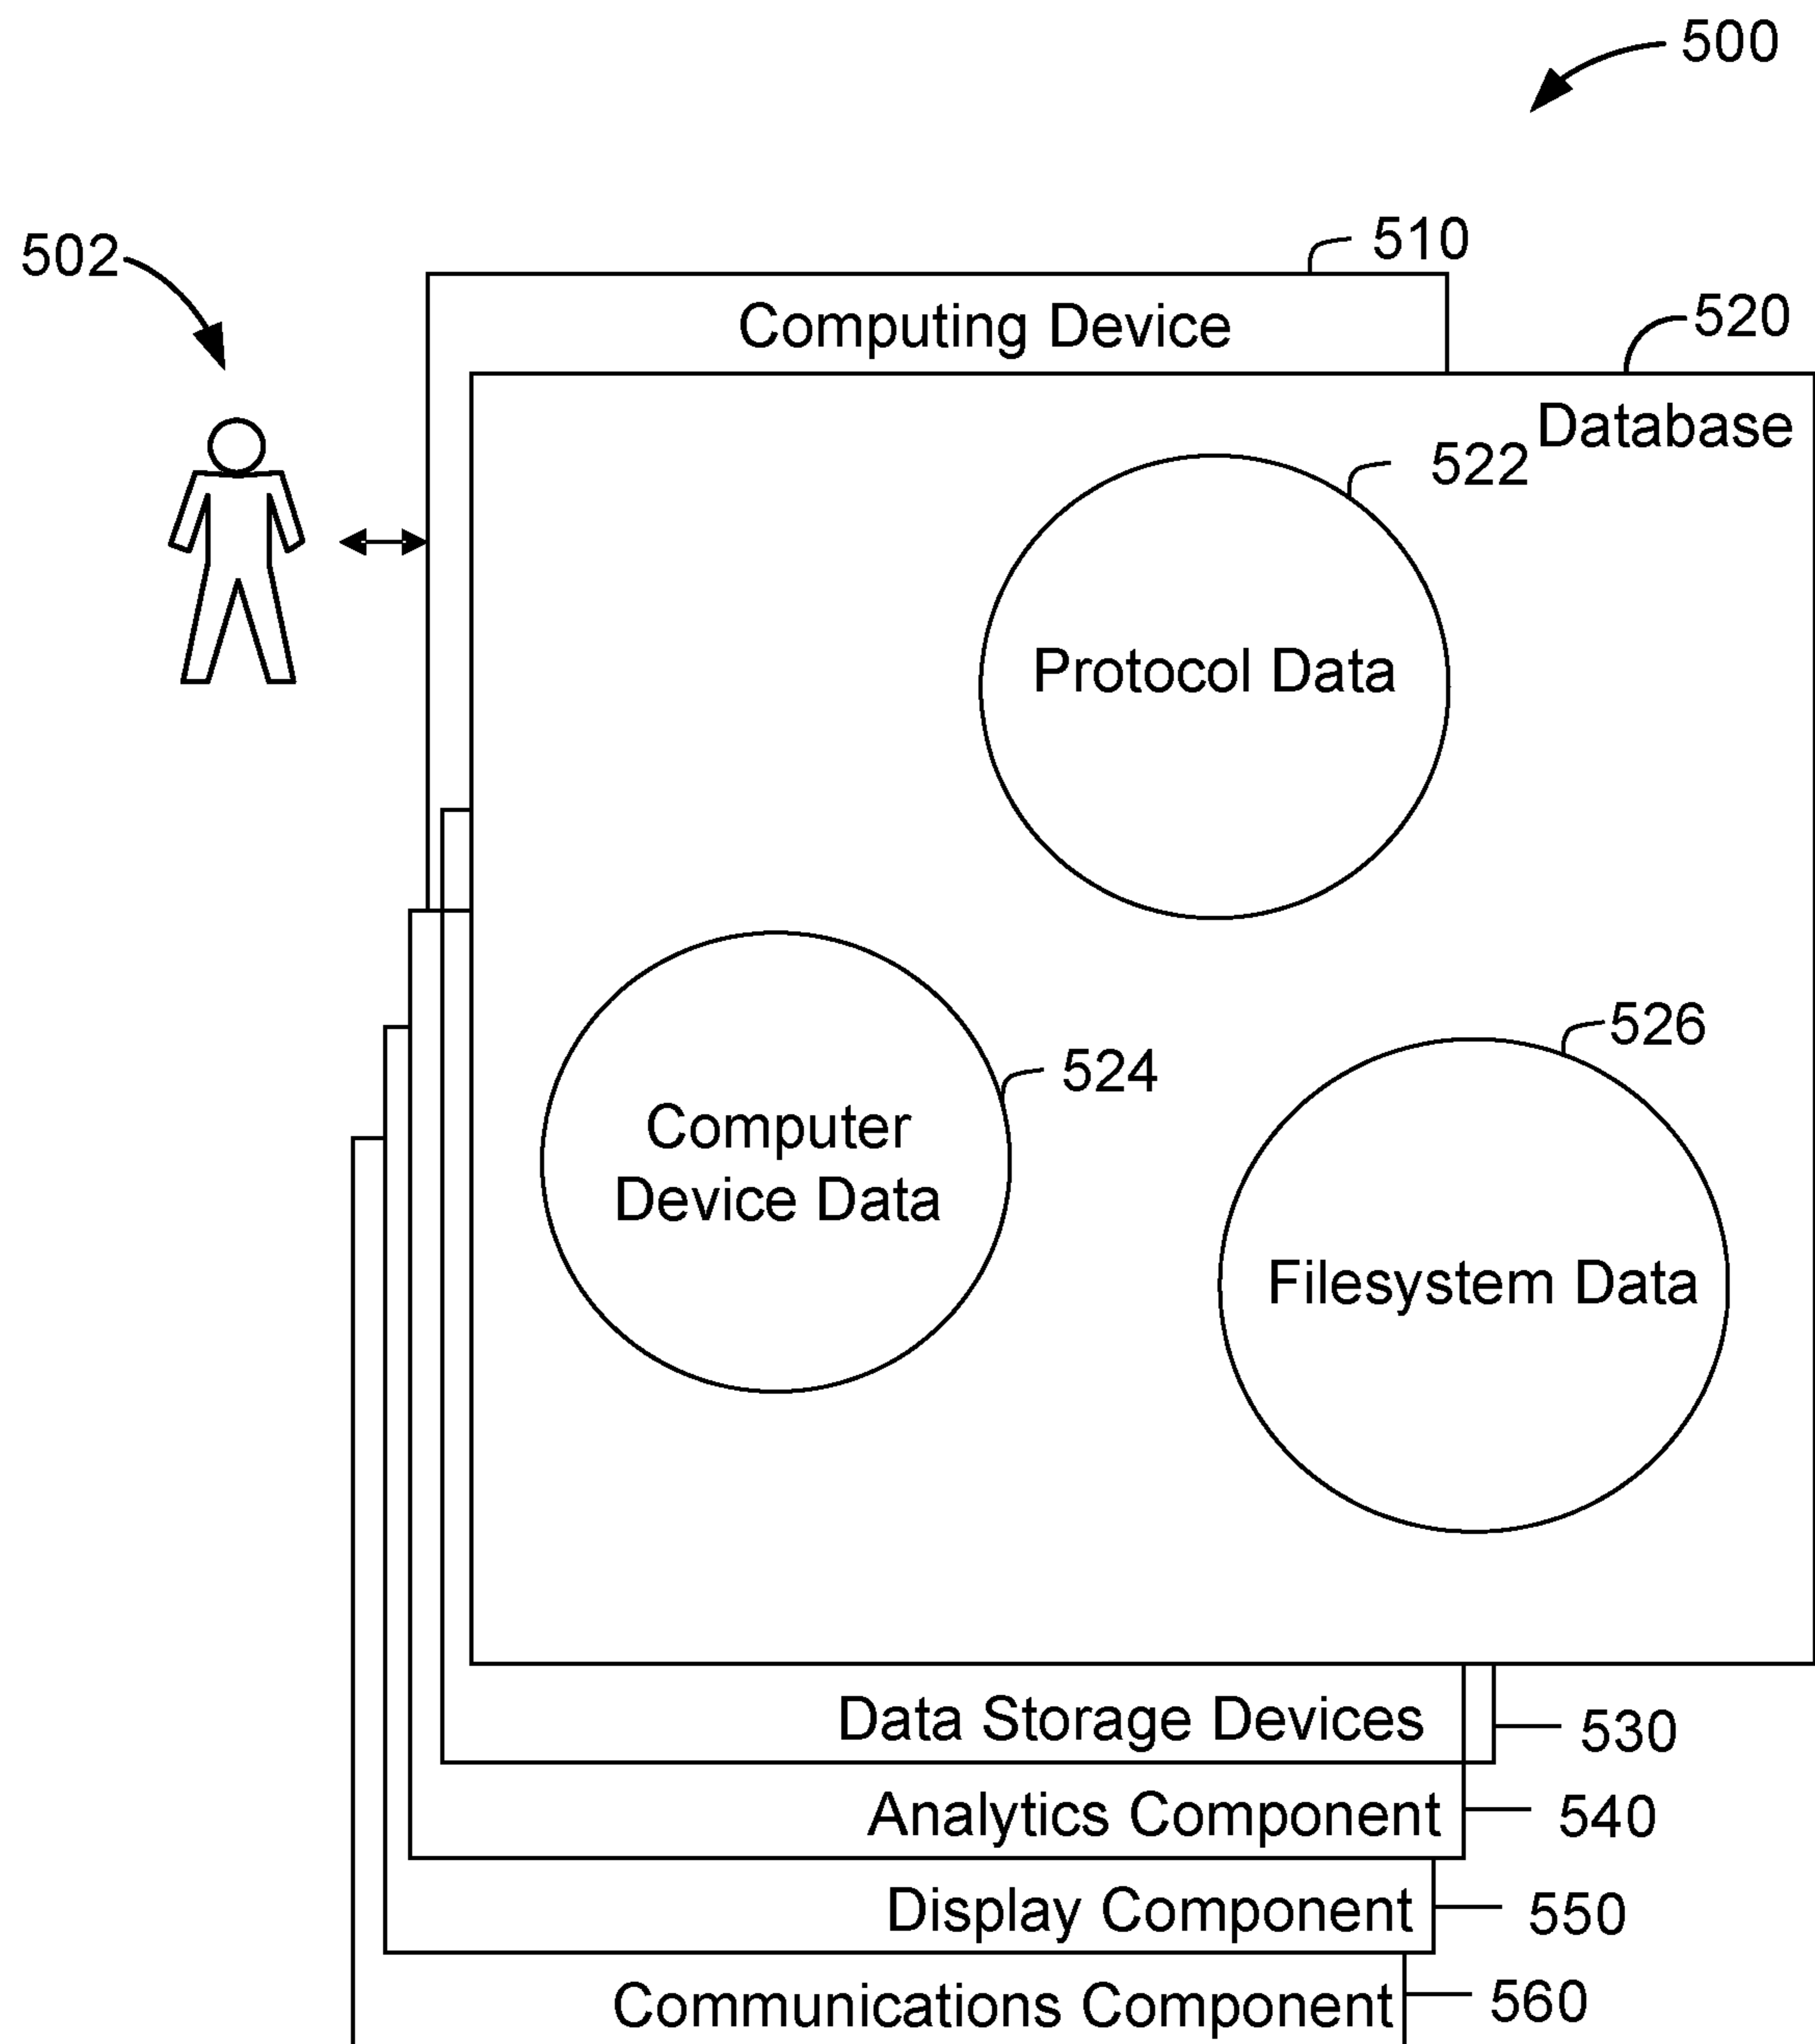 500
502
510
Computing Device
520
Database
522
Protocol Data
526
524
Computer
Device Data
Filesystem Data
Data Storage Devices
530
Analytics Component
540
Display Component
550
Communications Component
560